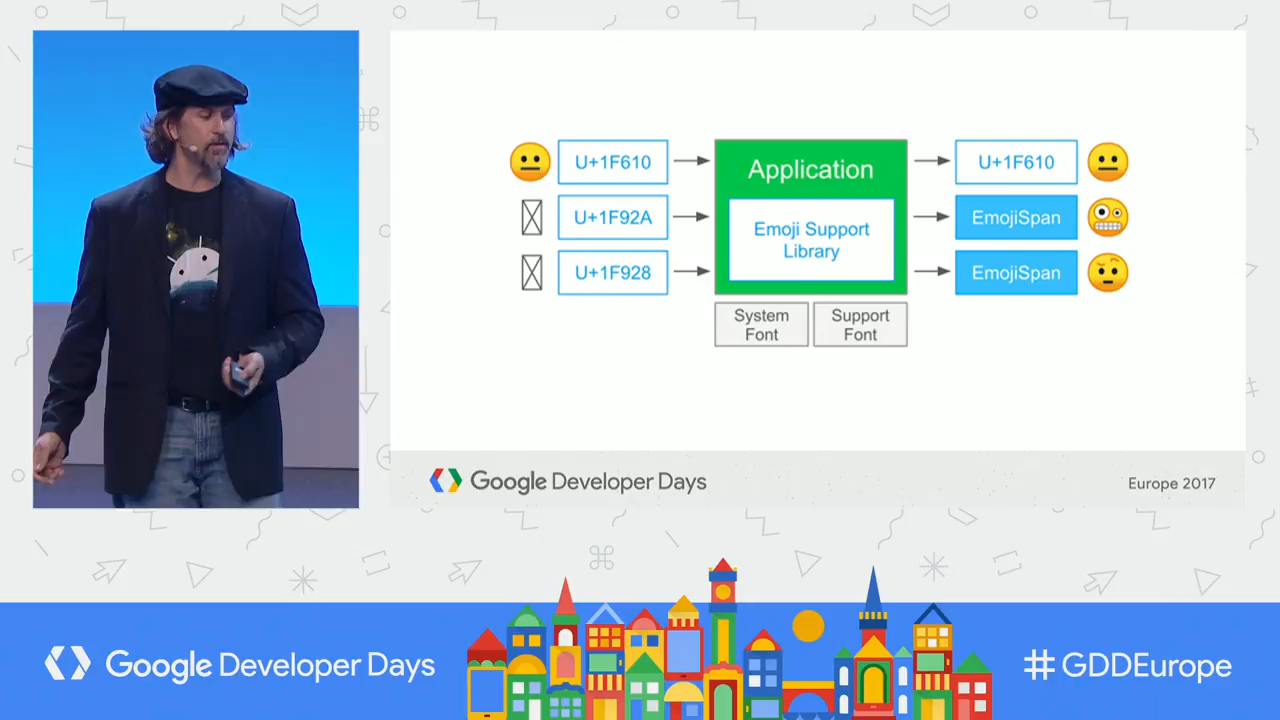 U+1F610
Application
U+1F610
U+1F92A
Emoji Support
Library
EmojiSpan
U+1F928
EmojiSpan
System
Font
Support
Font
Google Developer Days
Europe 2017
Google Developer Days
#GDDEurope